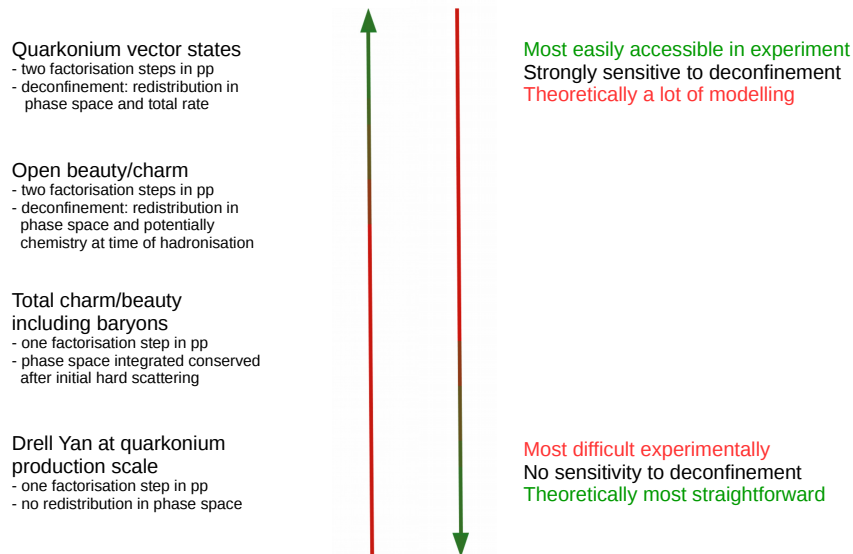 Quarkonium vector states
- two factorisation steps in pp
- deconfinement: redistribution in
phase space and total rate
Most easily accessible in experiment
Strongly sensitive to deconfinement
Theoretically a lot of modelling
Open beauty/charm
- two factorisation steps in pp
- deconfinement: redistribution in
phase space and potentially
chemistry at time of hadronisation
Total charm/beauty
including baryons
- one factorisation step in pp
- phase space integrated conserved
after initial hard scattering
Drell Yan at quarkonium
production scale
- one factorisation step in pp
- no redistribution in phase space
Most difficult experimentally
No sensitivity to deconfinement
Theoretically most straightforward